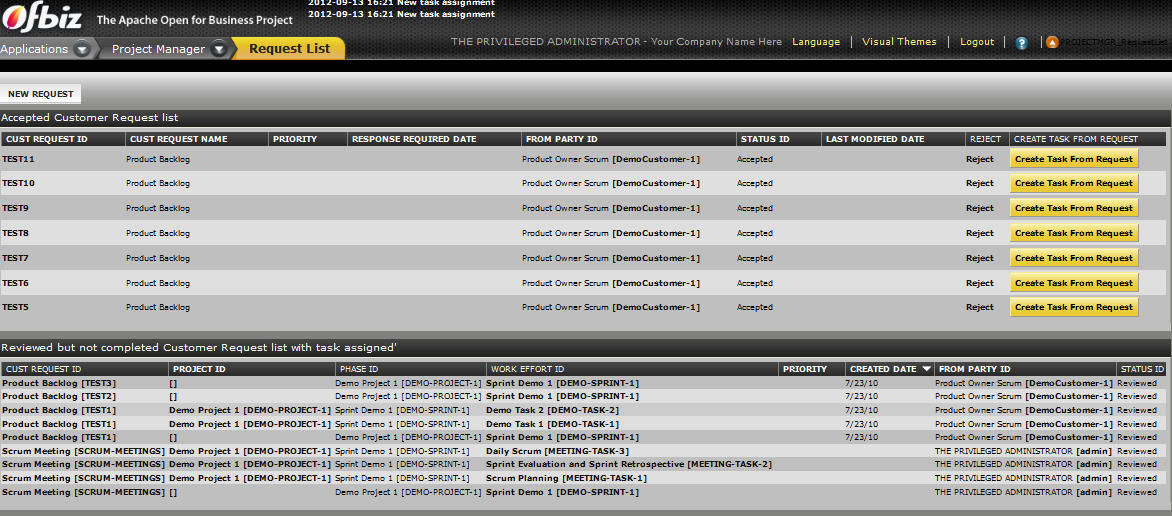 2012-09-13 16:21 New task assignment
2012-09-13 16:21 New task assignment
Ofbiz The Apache Open for Business Project
Applications Project Manager Request List THE PRIVILEGED ADMINISTRATOR - Your Company Name Here Language | Visual Themes | Logout | ? | PROJECTMGR_RequestList
NEW REQUEST
Accepted Customer Request list
CUST REQUEST ID CUST REQUEST NAME PRIORITY RESPONSE REQUIRED DATE FROM PARTY ID STATUS ID LAST MODIFIED DATE REJECT CREATE TASK FROM REQUEST
TEST11 Product Backlog Product Owner Scrum [DemoCustomer-1] Accepted Reject Create Task From Request
TEST10 Product Backlog Product Owner Scrum [DemoCustomer-1] Accepted Reject Create Task From Request
TEST9 Product Backlog Product Owner Scrum [DemoCustomer-1] Accepted Reject Create Task From Request
TEST8 Product Backlog Product Owner Scrum [DemoCustomer-1] Accepted Reject Create Task From Request
TEST7 Product Backlog Product Owner Scrum [DemoCustomer-1] Accepted Reject Create Task From Request
TEST6 Product Backlog Product Owner Scrum [DemoCustomer-1] Accepted Reject Create Task From Request
TEST5 Product Backlog Product Owner Scrum [DemoCustomer-1] Accepted Reject Create Task From Request
Reviewed but not completed Customer Request list with task assigned'
CUST REQUEST ID PROJECT ID PHASE ID WORK EFFORT ID PRIORITY CREATED DATE FROM PARTY ID STATUS ID
Product Backlog [TEST3] [] Demo Project 1 [DEMO-PROJECT-1] Sprint Demo 1 [DEMO-SPRINT-1] 7/23/10 Product Owner Scrum [DemoCustomer-1] Reviewed
Product Backlog [TEST2] [] Demo Project 1 [DEMO-PROJECT-1] Sprint Demo 1 [DEMO-SPRINT-1] 7/23/10 Product Owner Scrum [DemoCustomer-1] Reviewed
Product Backlog [TEST1] Demo Project 1 [DEMO-PROJECT-1] Sprint Demo 1 [DEMO-SPRINT-1] Demo Task 2 [DEMO-TASK-2] 7/23/10 Product Owner Scrum [DemoCustomer-1] Reviewed
Product Backlog [TEST1] Demo Project 1 [DEMO-PROJECT-1] Sprint Demo 1 [DEMO-SPRINT-1] Demo Task 1 [DEMO-TASK-1] 7/23/10 Product Owner Scrum [DemoCustomer-1] Reviewed
Product Backlog [TEST1] [] Demo Project 1 [DEMO-PROJECT-1] Sprint Demo 1 [DEMO-SPRINT-1] 7/23/10 Product Owner Scrum [DemoCustomer-1] Reviewed
Scrum Meeting [SCRUM-MEETINGS] Demo Project 1 [DEMO-PROJECT-1] Sprint Demo 1 [DEMO-SPRINT-1] Daily Scrum [MEETING-TASK-3] THE PRIVILEGED ADMINISTRATOR [admin] Reviewed
Scrum Meeting [SCRUM-MEETINGS] Demo Project 1 [DEMO-PROJECT-1] Sprint Demo 1 [DEMO-SPRINT-1] Sprint Evaluation and Sprint Retrospective [MEETING-TASK-2] THE PRIVILEGED ADMINISTRATOR [admin] Reviewed
Scrum Meeting [SCRUM-MEETINGS] Demo Project 1 [DEMO-PROJECT-1] Sprint Demo 1 [DEMO-SPRINT-1] Scrum Planning [MEETING-TASK-1] THE PRIVILEGED ADMINISTRATOR [admin] Reviewed
Scrum Meeting [SCRUM-MEETINGS] [] Demo Project 1 [DEMO-PROJECT-1] Sprint Demo 1 [DEMO-SPRINT-1] THE PRIVILEGED ADMINISTRATOR [admin] Reviewed